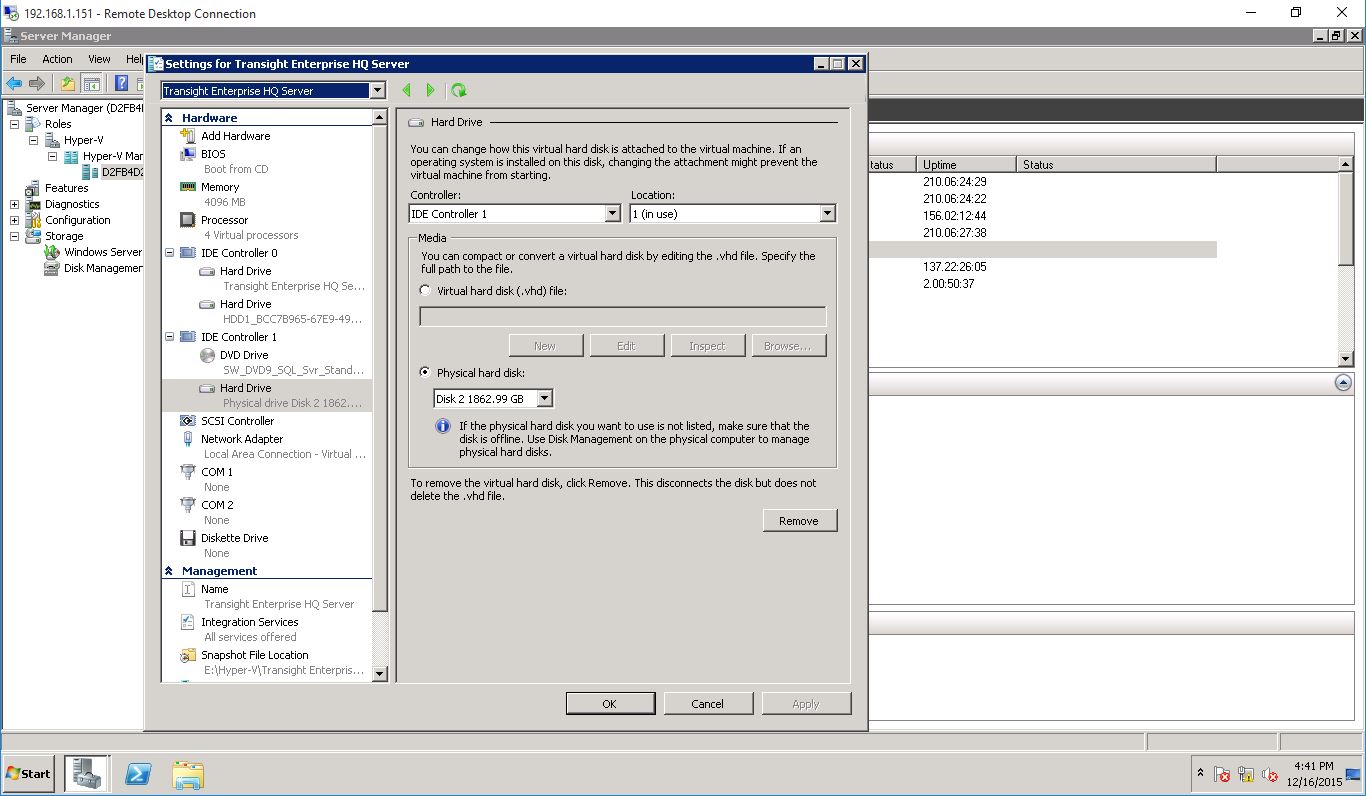 192.168.1.151 - Remote Desktop Connection
Server Manager
File Action View Help
Settings for Transight Enterprise HQ Server
Transight Enterprise HQ Server
Server Manager (D2FB4
Roles
Hyper-V
Hyper-V Mar
D2FB4D2
Features
Diagnostics
Configuration
Storage
Windows Server
Disk Managemer
Hardware
Add Hardware
BIOS
Boot from CD
Memory
4096 MB
Processor
4 Virtual processors
IDE Controller 0
Hard Drive
Transight Enterprise HQ Se...
Hard Drive
HDD1_BCC7B965-67E9-49...
IDE Controller 1
DVD Drive
SW_DVD9_SQL_Svr_Stand...
Hard Drive
Physical drive Disk 2 1862....
SCSI Controller
Network Adapter
Local Area Connection - Virtual ...
COM 1
None
COM 2
None
Diskette Drive
None
Management
Name
Transight Enterprise HQ Server
Integration Services
All services offered
Snapshot File Location
E:\Hyper-V\Transight Enterpris...
Hard Drive
You can change how this virtual hard disk is attached to the virtual machine. If an
operating system is installed on this disk, changing the attachment might prevent the
virtual machine from starting.
Controller: Location:
IDE Controller 1 1 (in use)
Media
You can compact or convert a virtual hard disk by editing the .vhd file. Specify the
full path to the file.
Virtual hard disk (.vhd) file:
New Edit Inspect Browse...
Physical hard disk:
Disk 2 1862.99 GB
If the physical hard disk you want to use is not listed, make sure that the
disk is offline. Use Disk Management on the physical computer to manage
physical hard disks.
To remove the virtual hard disk, click Remove. This disconnects the disk but does not
delete the .vhd file.
Remove
OK Cancel Apply
tatus Uptime Status
210.06:24:29
210.06:24:22
156.02:12:44
210.06:27:38
137.22:26:05
2.00:50:37
Start
4:41 PM
12/16/2015